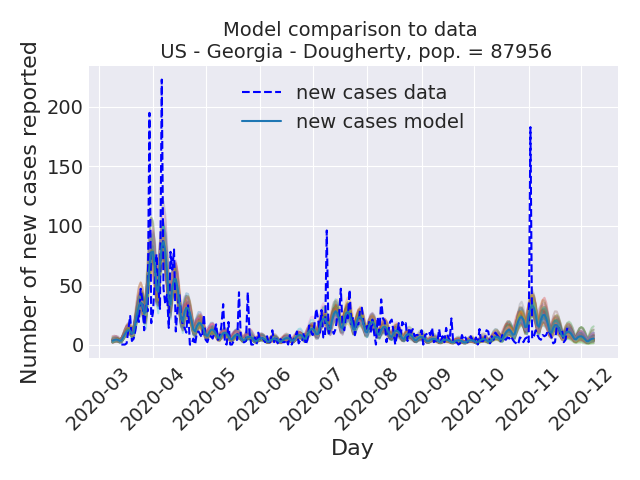 Model comparison to data
US - Georgia - Dougherty, pop. = 87956
new cases data
new cases model
Number of new cases reported
200
150
100
50
0
2020-03
2020-04
2020-05
2020-06
2020-07
2020-08
2020-09
2020-10
2020-11
2020-12
Day